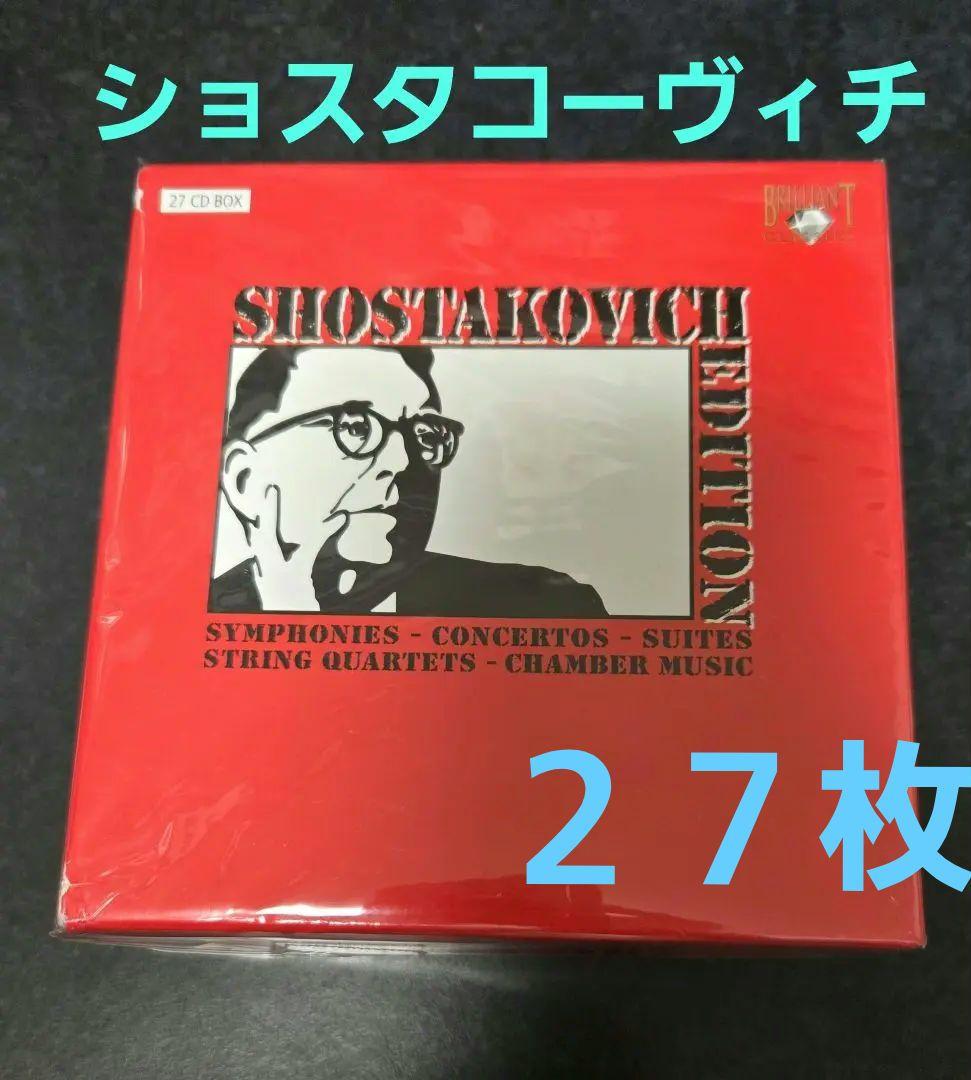 ショスタコーヴィチ
27 CD BOX
BRILLIANT
CLASSICS
SHOSTAKOVICH
EDITION
SYMPHONIES - CONCERTOS - SUITES
STRING QUARTETS - CHAMBER MUSIC
２７枚